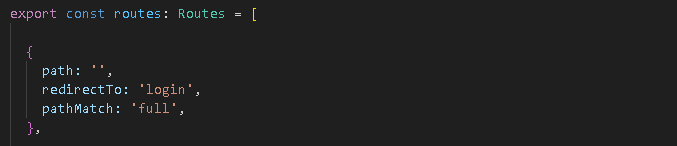 export const routes: Routes = [
{
path: '',
redirectTo: 'login',
pathMatch: 'full',
},